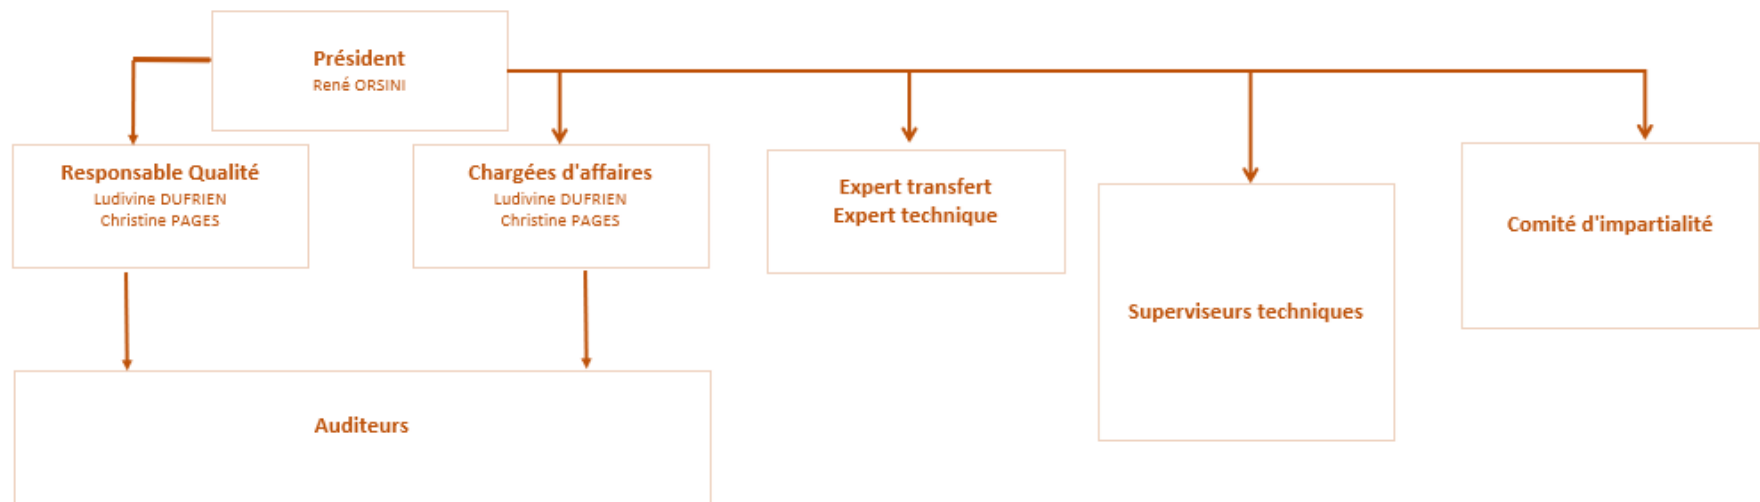 Président
René ORSINI
Responsable Qualité
Ludivine DUFRIEN
Christine PAGES
Chargées d'affaires
Ludivine DUFRIEN
Christine PAGES
Expert transfert
Expert technique
Superviseurs techniques
Comité d'impartialité
Auditeurs